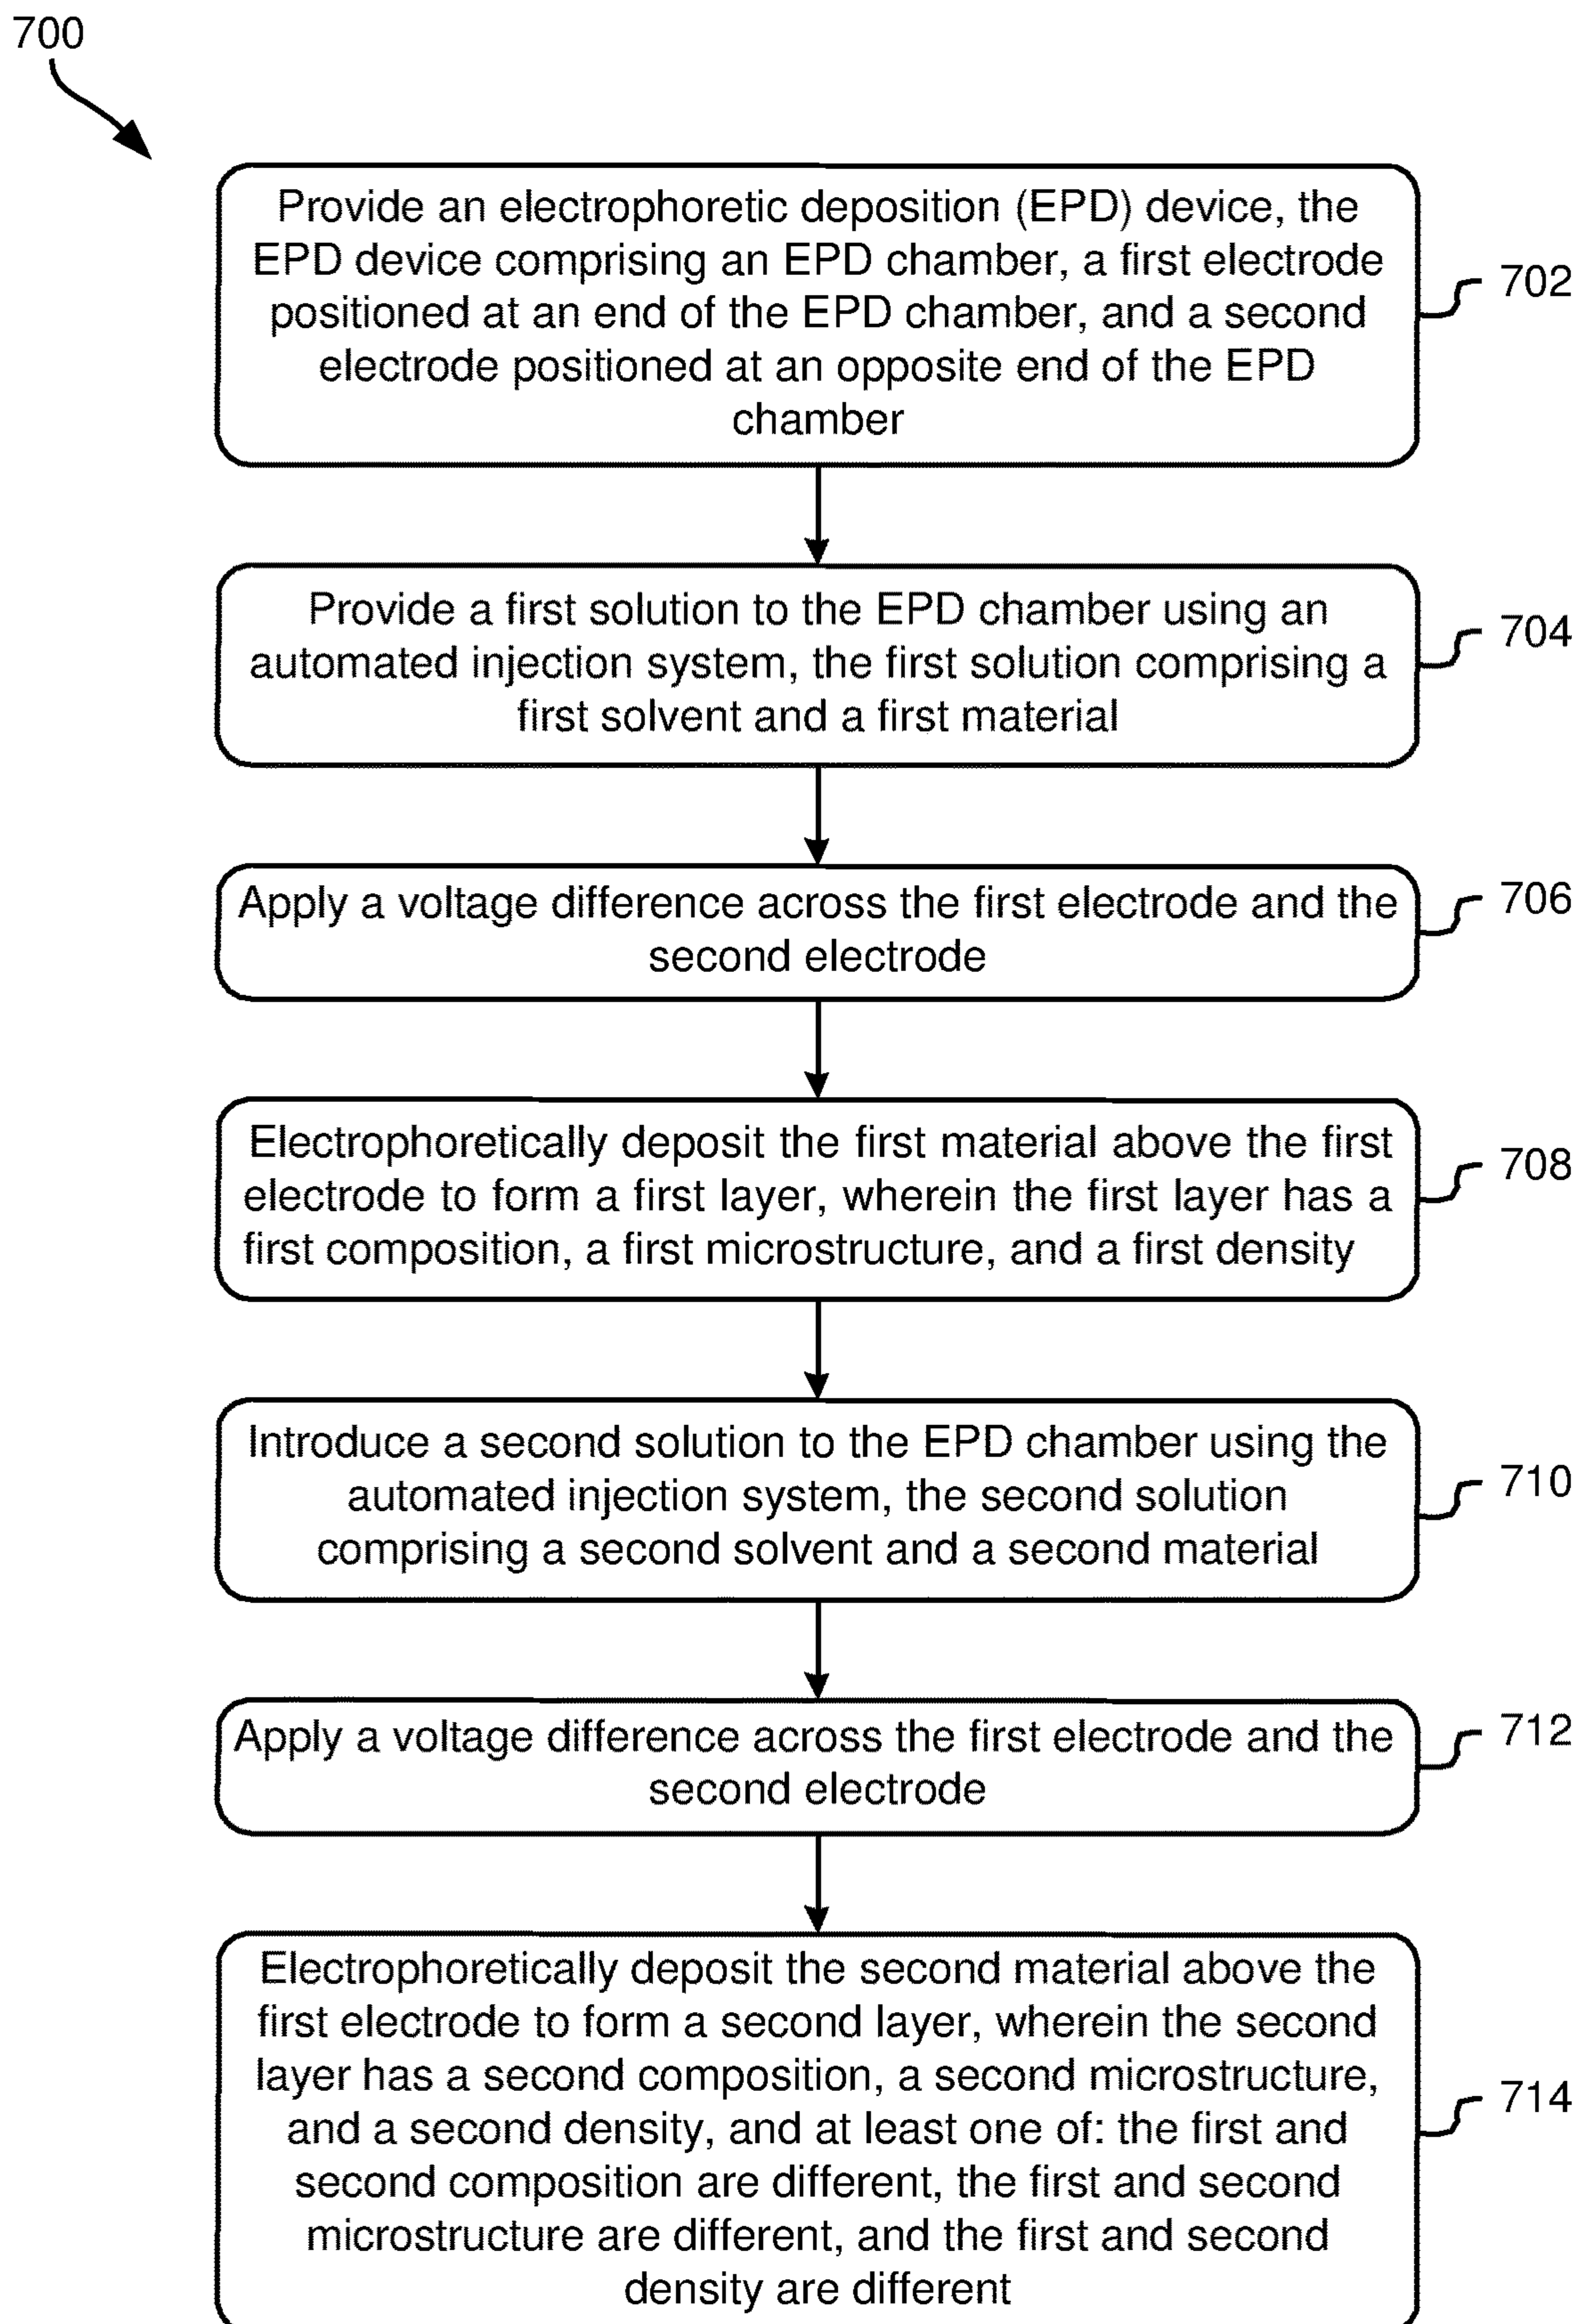 700
Provide an electrophoretic deposition (EPD) device, the
EPD device comprising an EPD chamber, a first electrode
positioned at an end of the EPD chamber, and a second
electrode positioned at an opposite end of the EPD
chamber
702
Provide a first solution to the EPD chamber using an
automated injection system, the first solution comprising a
first solvent and a first material
704
Apply a voltage difference across the first electrode and the
second electrode
706
Electrophoretically deposit the first material above the first
electrode to form a first layer, wherein the first layer has a
first composition, a first microstructure, and a first density
708
Introduce a second solution to the EPD chamber using the
automated injection system, the second solution
comprising a second solvent and a second material
710
Apply a voltage difference across the first electrode and the
second electrode
712
Electrophoretically deposit the second material above the
first electrode to form a second layer, wherein the second
layer has a second composition, a second microstructure,
and a second density, and at least one of: the first and
second composition are different, the first and second
microstructure are different, and the first and second
density are different
714